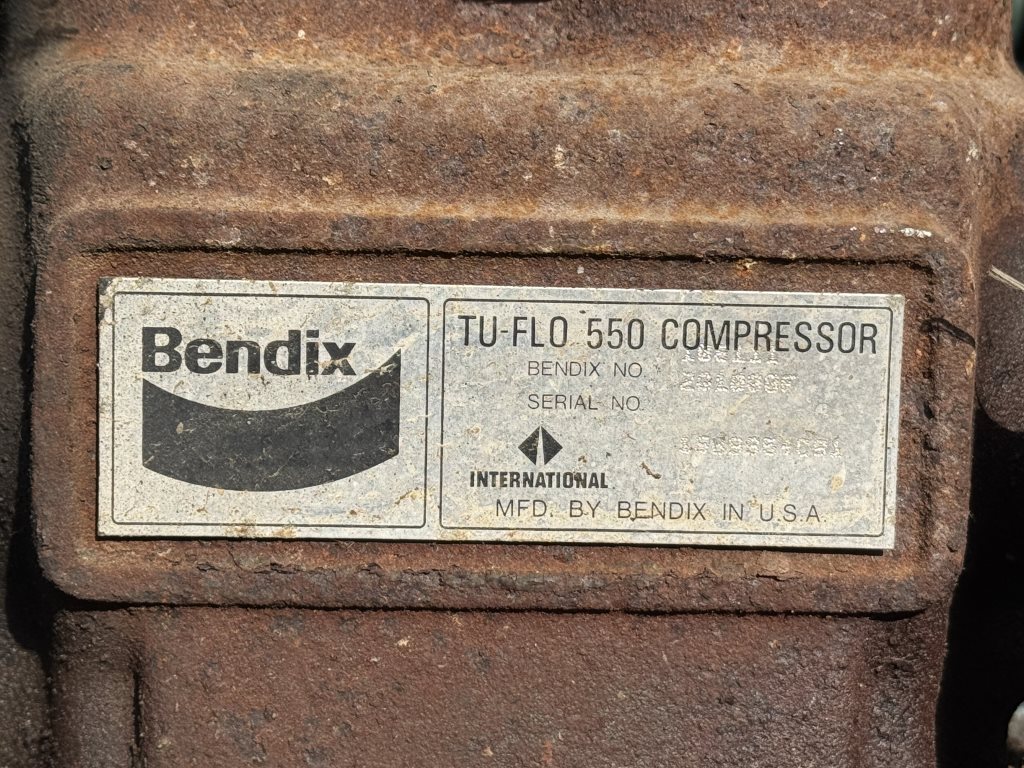 Bendix
TU-FLO 550 COMPRESSOR
BENDIX NO.
SERIAL NO.
INTERNATIONAL
MFD. BY BENDIX IN U.S.A.